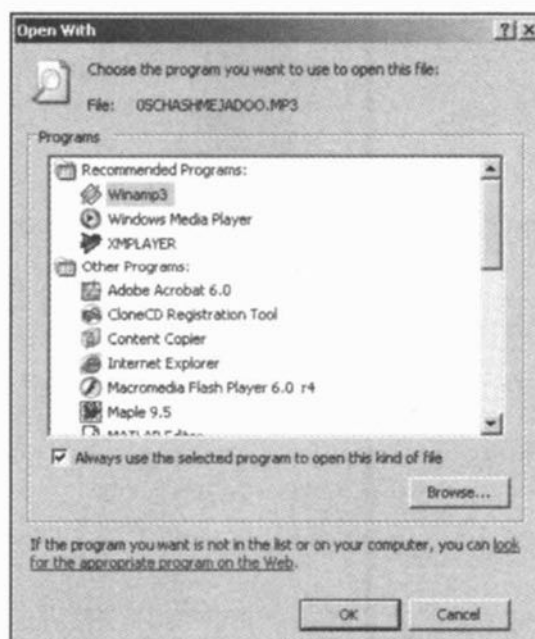 Open With
Choose the program you want to use to open this file:
File: 05CHASHMEJADOO.MP3
Programs
Recommended Programs:
Winamp3
Windows Media Player
XMPLAYER
Other Programs:
Adobe Acrobat 6.0
CloneCD Registration Tool
Content Copier
Internet Explorer
Macromedia Flash Player 6.0 r4
Maple 9.5
MATLAB Editor
Always use the selected program to open this kind of file
Browse...
If the program you want is not in the list or on your computer, you can look
for the appropriate program on the Web.
OK
Cancel